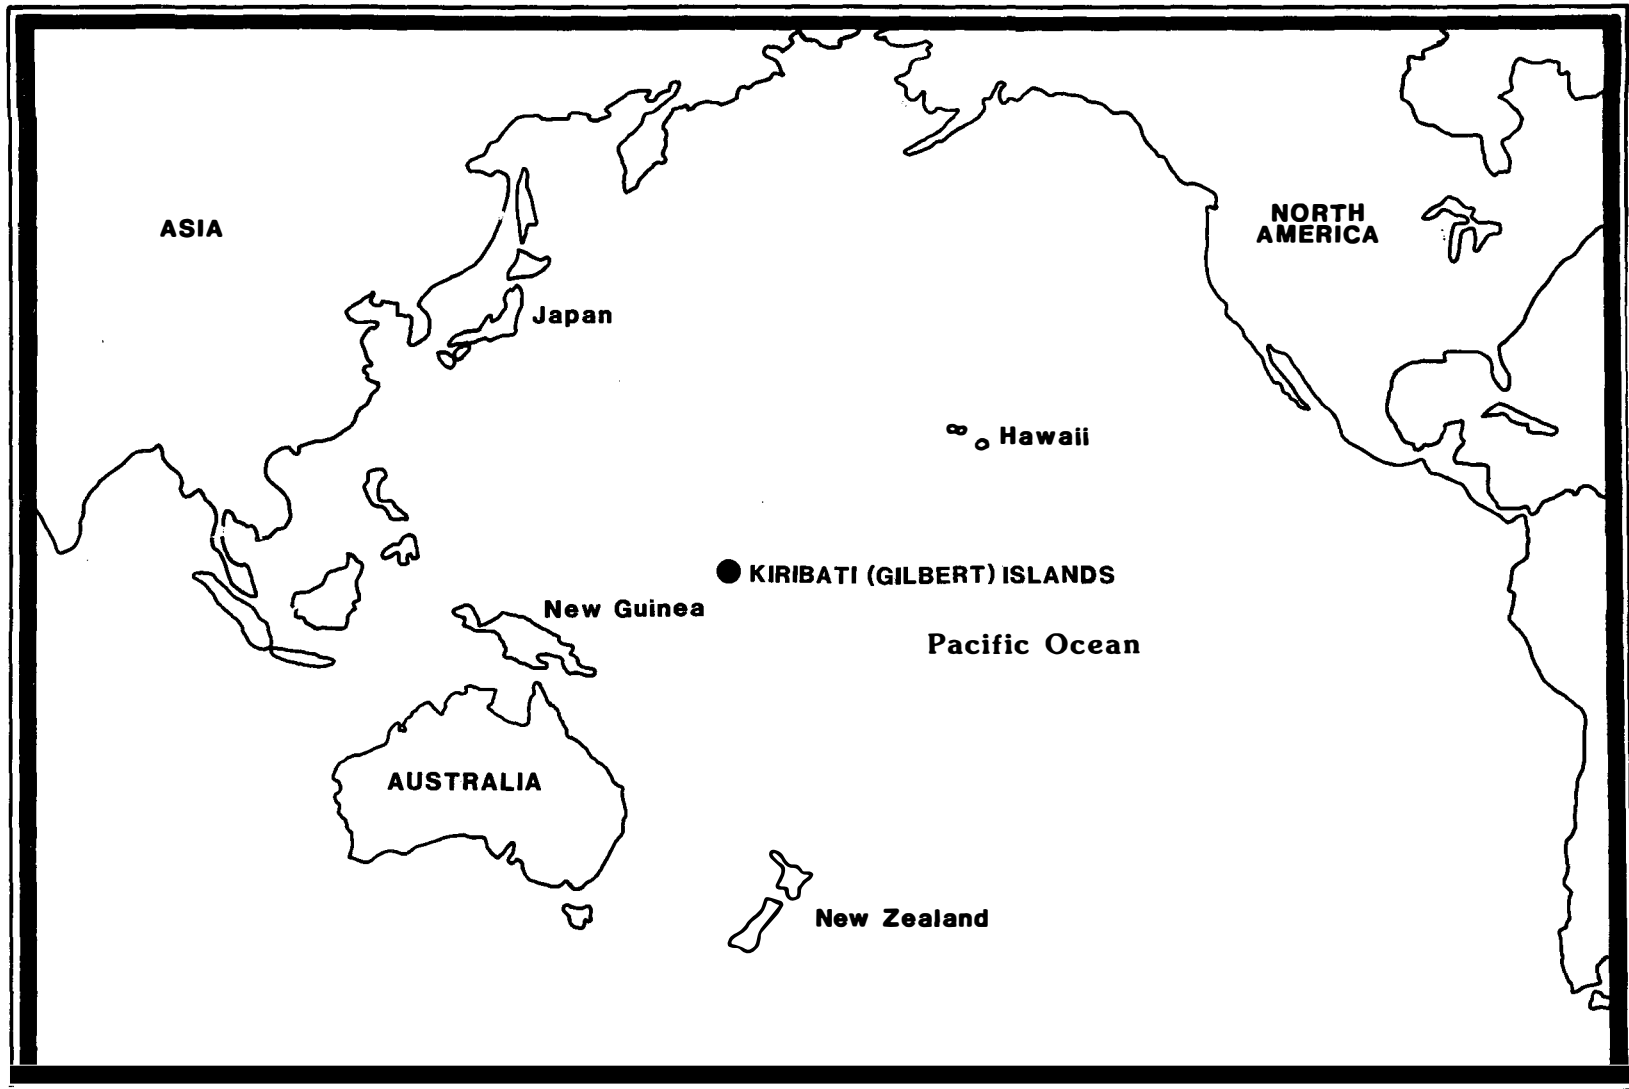 ASIA
NORTH
AMERICA
Japan
Hawaii
KIRIBATI (GILBERT) ISLANDS
New Guinea
Pacific Ocean
AUSTRALIA
New Zealand